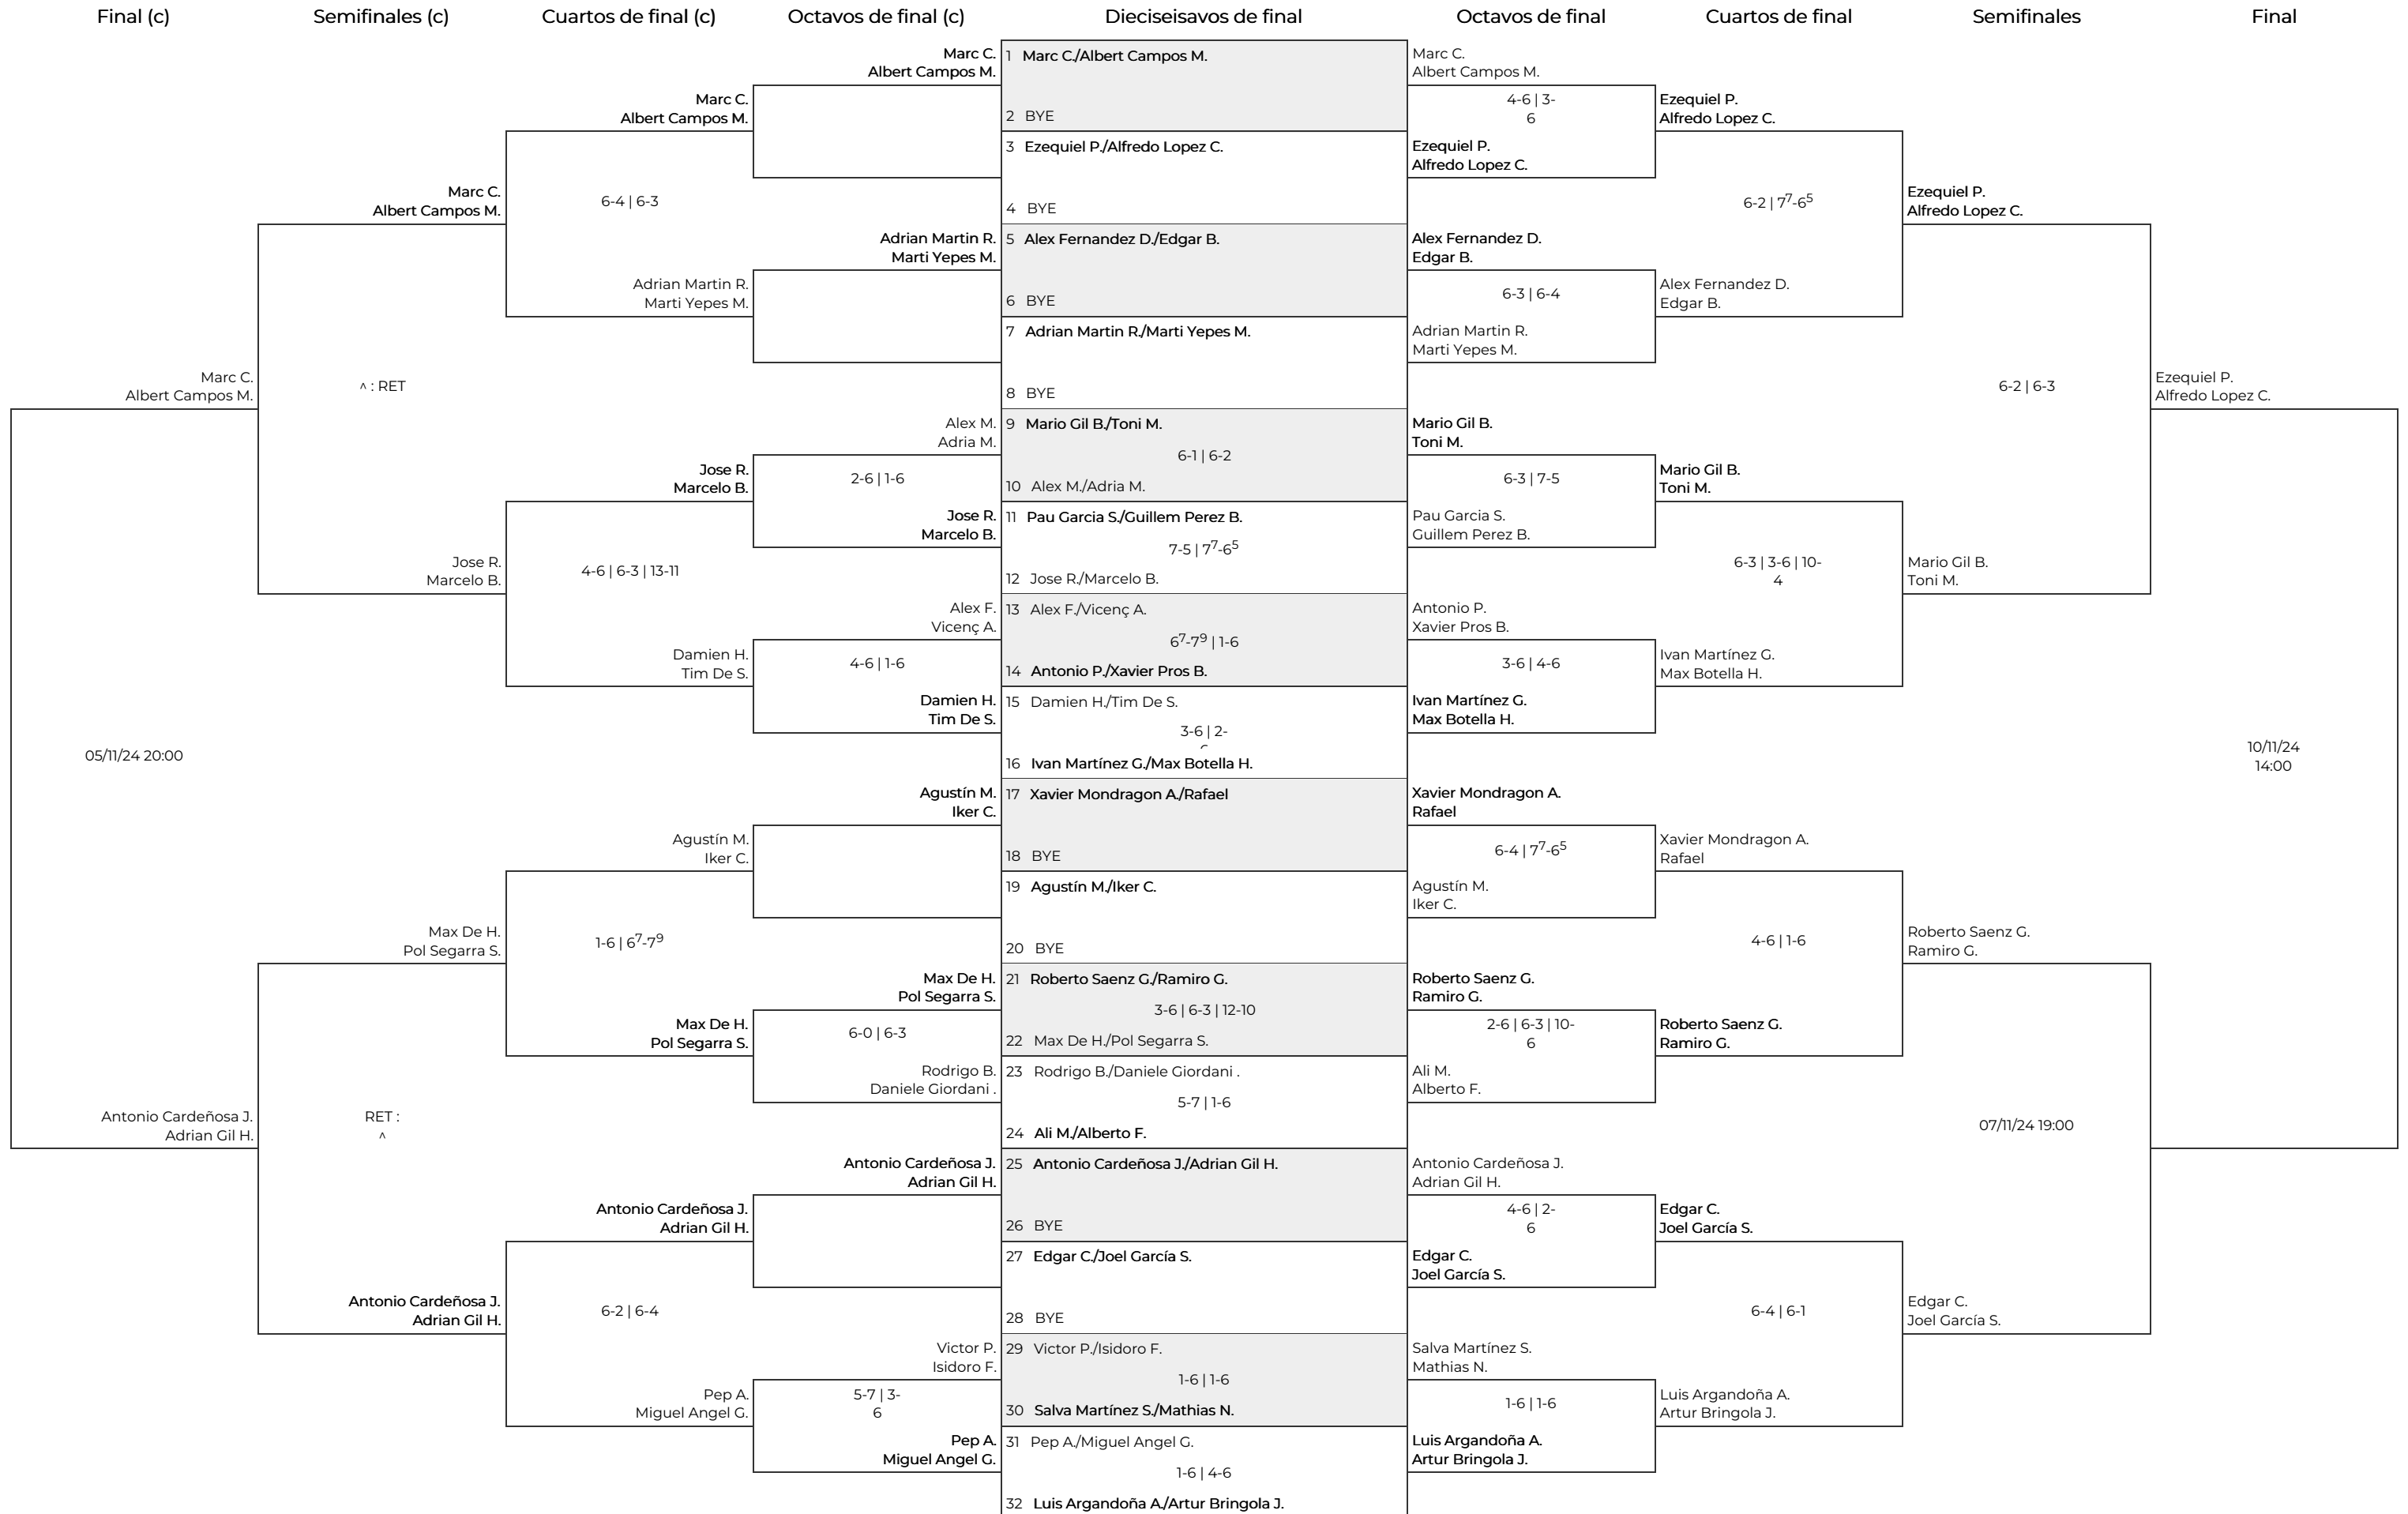 Final (c)
Semifinales (c)
Cuartos de final (c)
Octavos de final (c)
Dieciseisavos de final
Octavos de final
Cuartos de final
Semifinales
Final
Marc C.
Albert Campos M.
05/11/24 20:00
Antonio Cardeñosa J.
Adrian Gil H.
Marc C.
Albert Campos M.
^ : RET
Jose R.
Marcelo B.
Max De H.
Pol Segarra S.
RET :
^
Antonio Cardeñosa J.
Adrian Gil H.
Marc C.
Albert Campos M.
6-4 | 6-3
Adrian Martin R.
Marti Yepes M.
Jose R.
Marcelo B.
4-6 | 6-3 | 13-11
Damien H.
Tim De S.
Agustín M.
Iker C.
1-6 | 6⁷-7⁹
Max De H.
Pol Segarra S.
Antonio Cardeñosa J.
Adrian Gil H.
6-2 | 6-4
Pep A.
Miguel Angel G.
Marc C.
Albert Campos M.
Adrian Martin R.
Marti Yepes M.
Alex M.
Adria M.
2-6 | 1-6
Jose R.
Marcelo B.
Alex F.
Vicenç A.
4-6 | 1-6
Damien H.
Tim De S.
Agustín M.
Iker C.
Max De H.
Pol Segarra S.
6-0 | 6-3
Rodrigo B.
Daniele Giordani .
Antonio Cardeñosa J.
Adrian Gil H.
Victor P.
Isidoro F.
5-7 | 3-
6
Pep A.
Miguel Angel G.
1 Marc C./Albert Campos M.
2 BYE
3 Ezequiel P./Alfredo Lopez C.
4 BYE
5 Alex Fernandez D./Edgar B.
6 BYE
7 Adrian Martin R./Marti Yepes M.
8 BYE
9 Mario Gil B./Toni M.
6-1 | 6-2
10 Alex M./Adria M.
11 Pau Garcia S./Guillem Perez B.
7-5 | 7⁷-6⁵
12 Jose R./Marcelo B.
13 Alex F./Vicenç A.
6⁷-7⁹ | 1-6
14 Antonio P./Xavier Pros B.
15 Damien H./Tim De S.
3-6 | 2-
16 Ivan Martínez G./Max Botella H.
17 Xavier Mondragon A./Rafael
18 BYE
19 Agustín M./Iker C.
20 BYE
21 Roberto Saenz G./Ramiro G.
3-6 | 6-3 | 12-10
22 Max De H./Pol Segarra S.
23 Rodrigo B./Daniele Giordani .
5-7 | 1-6
24 Ali M./Alberto F.
25 Antonio Cardeñosa J./Adrian Gil H.
26 BYE
27 Edgar C./Joel García S.
28 BYE
29 Victor P./Isidoro F.
1-6 | 1-6
30 Salva Martínez S./Mathias N.
31 Pep A./Miguel Angel G.
1-6 | 4-6
32 Luis Argandoña A./Artur Bringola J.
Marc C.
Albert Campos M.
4-6 | 3-
6
Ezequiel P.
Alfredo Lopez C.
Alex Fernandez D.
Edgar B.
6-3 | 6-4
Adrian Martin R.
Marti Yepes M.
Mario Gil B.
Toni M.
6-3 | 7-5
Pau Garcia S.
Guillem Perez B.
Antonio P.
Xavier Pros B.
3-6 | 4-6
Ivan Martínez G.
Max Botella H.
Xavier Mondragon A.
Rafael
6-4 | 7⁷-6⁵
Agustín M.
Iker C.
Roberto Saenz G.
Ramiro G.
2-6 | 6-3 | 10-
6
Ali M.
Alberto F.
Antonio Cardeñosa J.
Adrian Gil H.
4-6 | 2-
6
Edgar C.
Joel García S.
Salva Martínez S.
Mathias N.
1-6 | 1-6
Luis Argandoña A.
Artur Bringola J.
Ezequiel P.
Alfredo Lopez C.
6-2 | 7⁷-6⁵
Alex Fernandez D.
Edgar B.
Mario Gil B.
Toni M.
6-3 | 3-6 | 10-
4
Ivan Martínez G.
Max Botella H.
Xavier Mondragon A.
Rafael
4-6 | 1-6
Roberto Saenz G.
Ramiro G.
Edgar C.
Joel García S.
6-4 | 6-1
Luis Argandoña A.
Artur Bringola J.
Ezequiel P.
Alfredo Lopez C.
6-2 | 6-3
Mario Gil B.
Toni M.
Roberto Saenz G.
Ramiro G.
07/11/24 19:00
Edgar C.
Joel García S.
Ezequiel P.
Alfredo Lopez C.
10/11/24
14:00